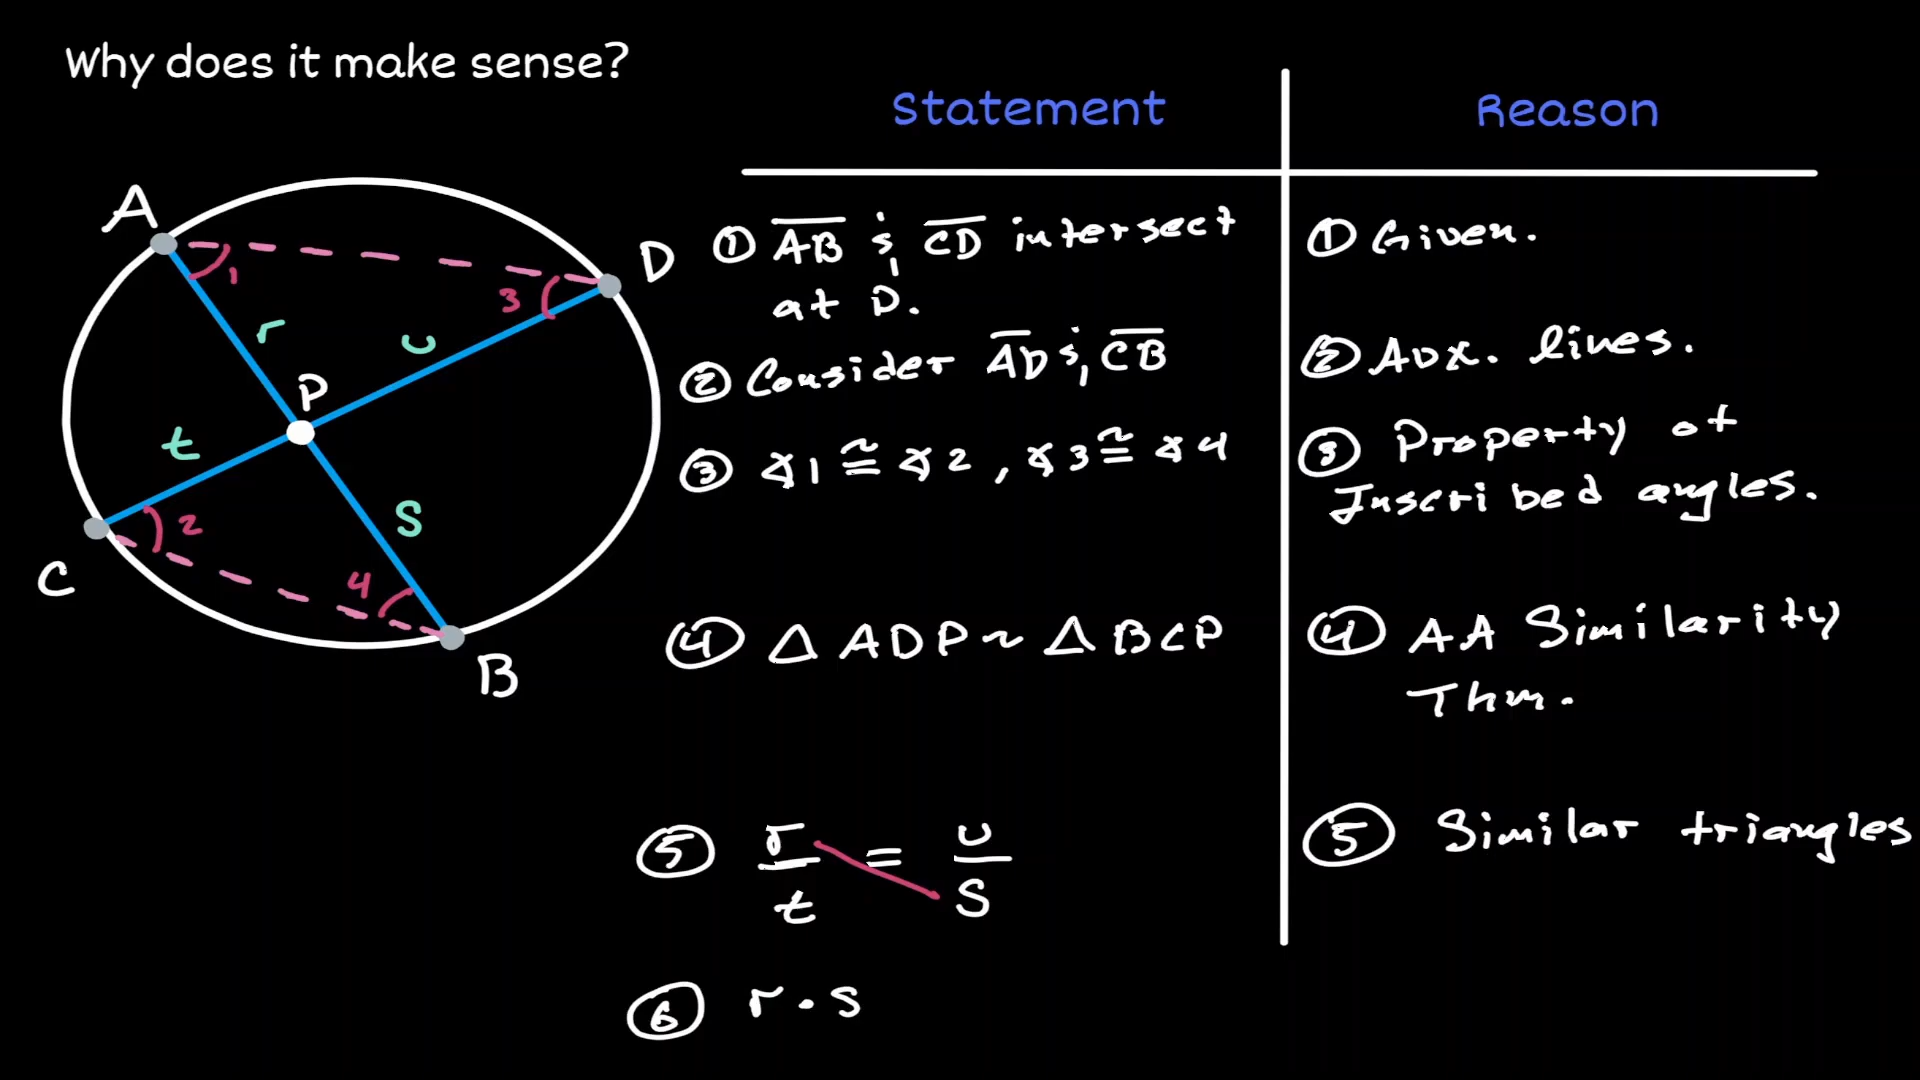 Why does it make sense?
Statement
Reason
① AB & CD intersect
at P.
① Given.
② Consider AD & CB
② Aux. lines.
③ ∡1 ≅ ∡2, ∡3 ≅ ∡4
③ Property of
Inscribed angles.
④ △ADP ~ △BCP
④ AA Similarity
Thm.
⑤ r/t = u/s
⑤ Similar triangles
⑥ r·s
A
D
1
3
r
u
P
t
s
2
4
C
B